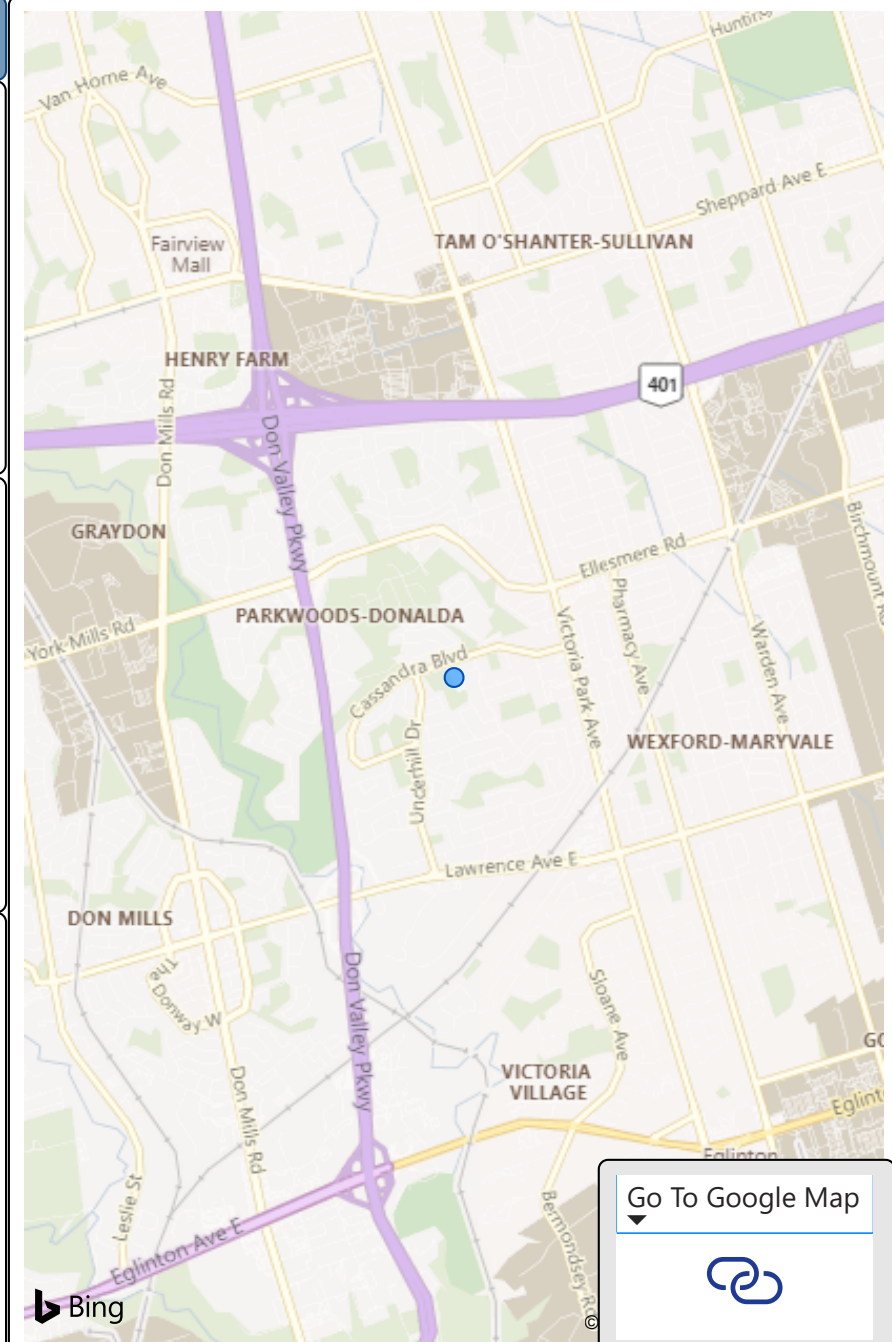 Hunting
Van Horne Ave
Sheppard Ave E
Fairview
Mall
TAM O'SHANTER-SULLIVAN
HENRY FARM
401
Don Mills Rd
Don Valley Pkwy
GRAYDON
Birchmount Rd
Ellesmere Rd
PARKWOODS-DONALDA
York Mills Rd
Pharmacy Ave
Victoria Park Ave
Warden Ave
Cassandra Blvd
Underhill Dr
WEXFORD-MARYVALE
Lawrence Ave E
DON MILLS
The Donway W
Don Valley Pkwy
Sloane Ave
GO
VICTORIA
VILLAGE
Don Mills Rd
Eglint
Eglinton
Leslie St
Bermondsey Rd
Eglinton Ave E
Go To Google Map
Bing
©